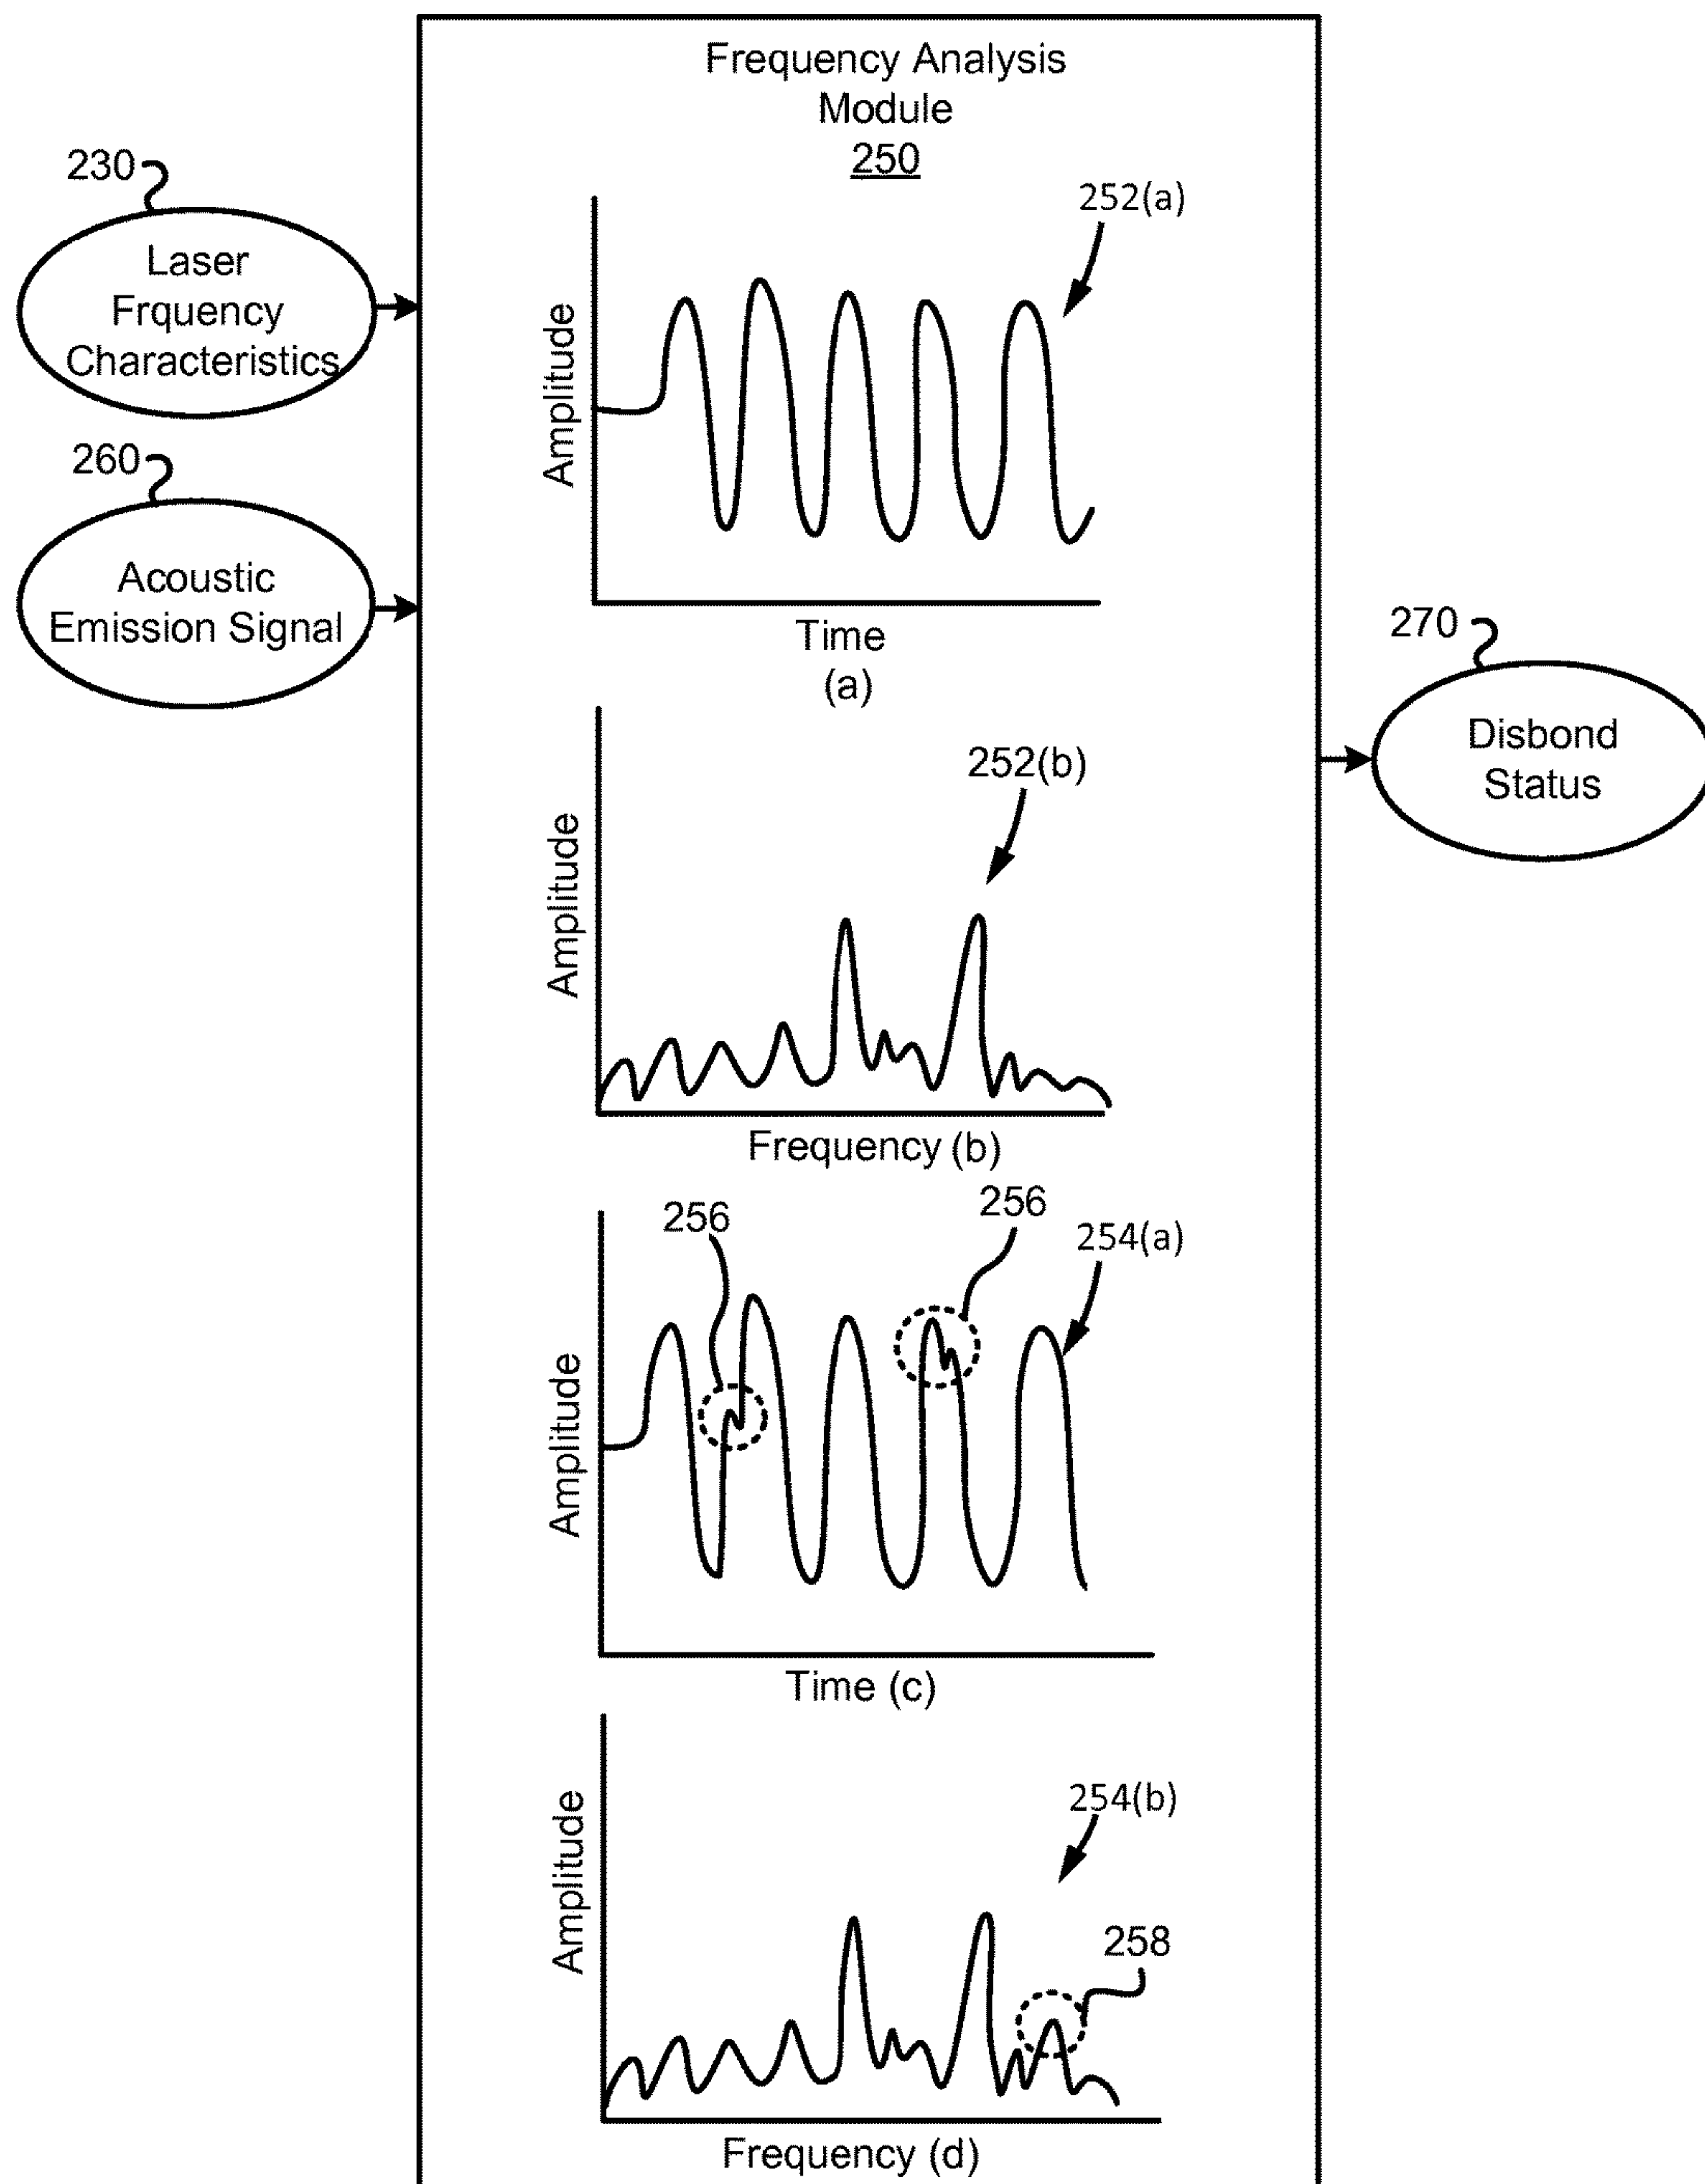 Frequency Analysis
Module
250
230
Laser
Frquency
Characteristics
260
Acoustic
Emission Signal
252(a)
Amplitude
Time
(a)
270
Disbond
Status
252(b)
Amplitude
Frequency (b)
256
256
254(a)
Amplitude
Time (c)
254(b)
Amplitude
258
Frequency (d)